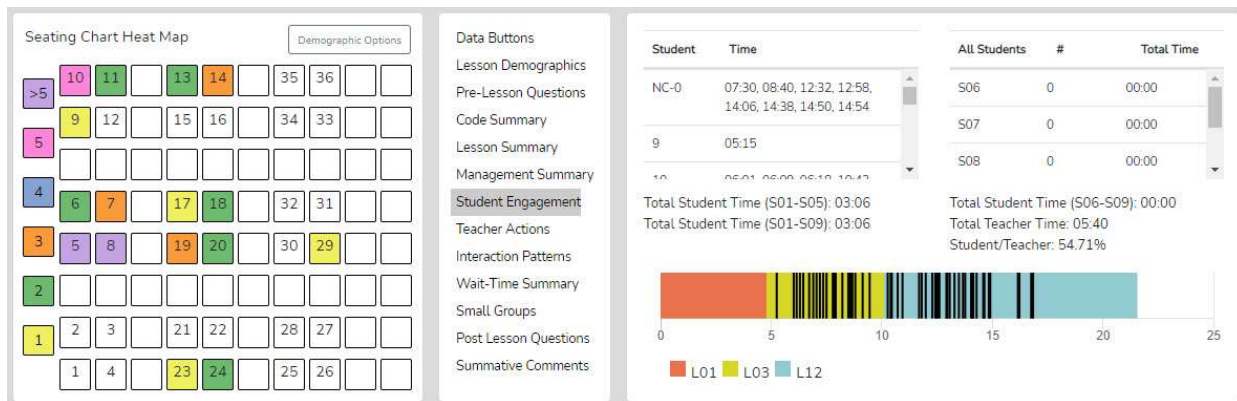 Seating Chart Heat Map
Demographic Options
>5
5
4
3
2
1
10 11 13 14 35 36
9 12 15 16 34 33
6 7 17 18 32 31
5 8 19 20 30 29
2 3 21 22 28 27
1 4 23 24 25 26
Data Buttons
Lesson Demographics
Pre-Lesson Questions
Code Summary
Lesson Summary
Management Summary
Student Engagement
Teacher Actions
Interaction Patterns
Wait-Time Summary
Small Groups
Post Lesson Questions
Summative Comments
Student Time
NC-0 07:30, 08:40, 12:32, 12:58,
14:06, 14:38, 14:50, 14:54
9 05:15
All Students # Total Time
S06 0 00:00
S07 0 00:00
S08 0 00:00
Total Student Time (S01-S05): 03:06
Total Student Time (S01-S09): 03:06
Total Student Time (S06-S09): 00:00
Total Teacher Time: 05:40
Student/Teacher: 54.71%
0 5 10 15 20 25
L01 L03 L12